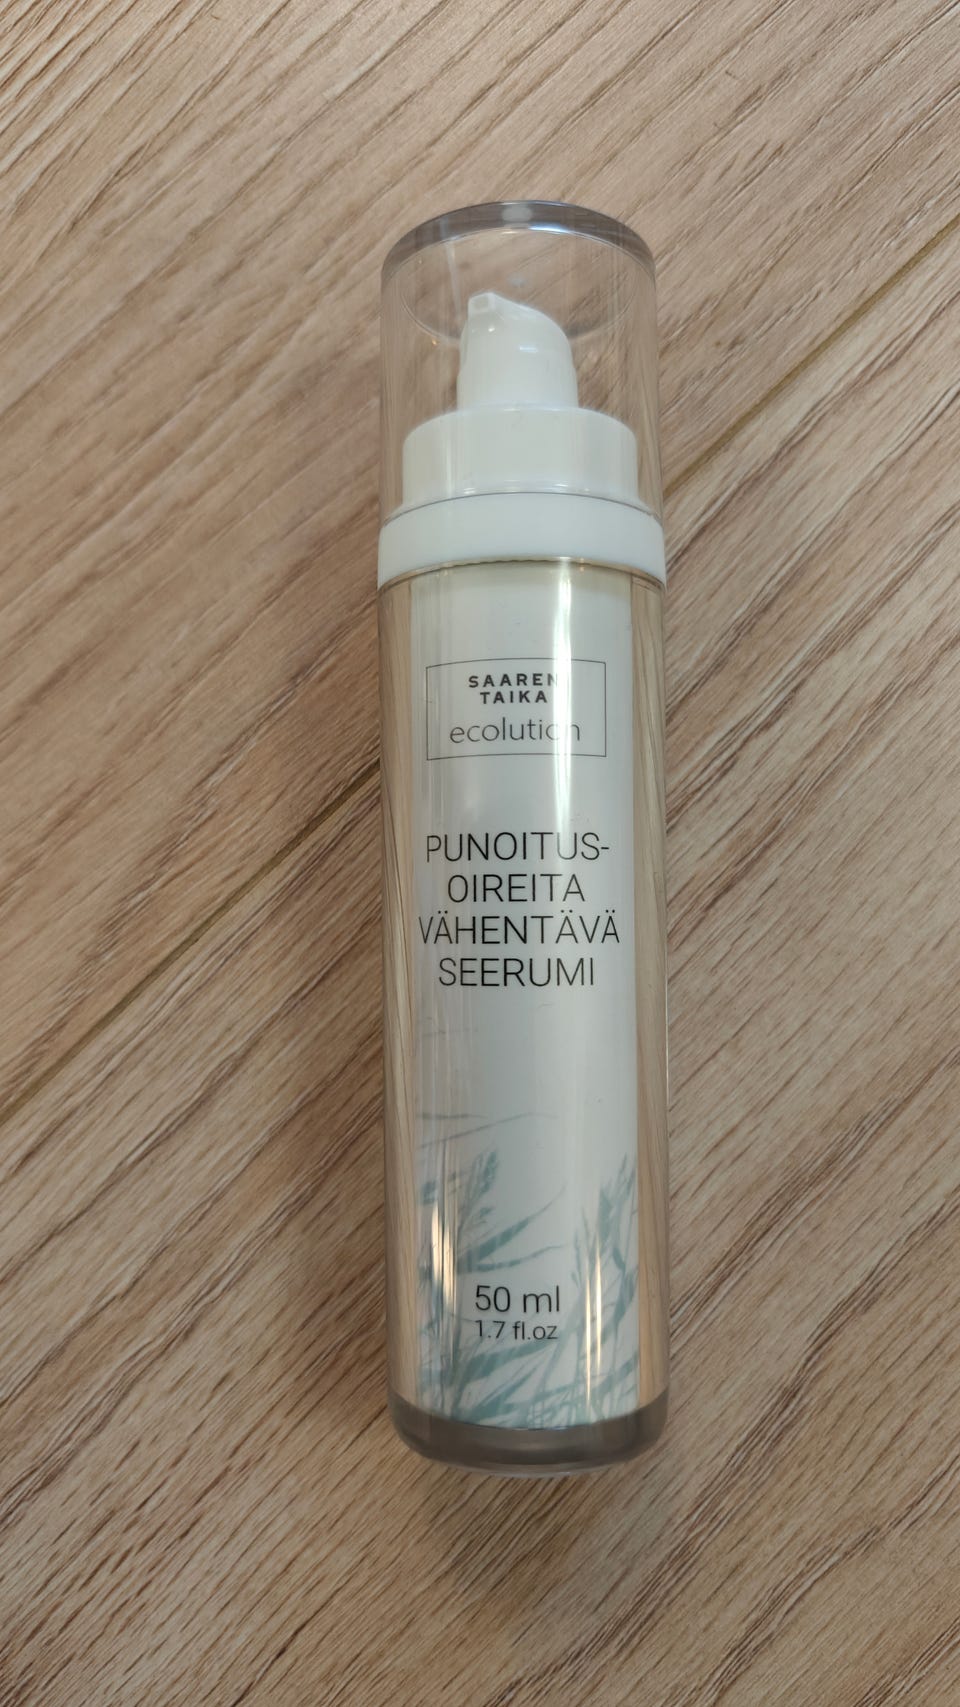 SAAREN
TAIKA
ecolution
PUNOITUS-
OIREITA
VÄHENTÄVÄ
SEERUMI
50 ml
1.7 fl.oz